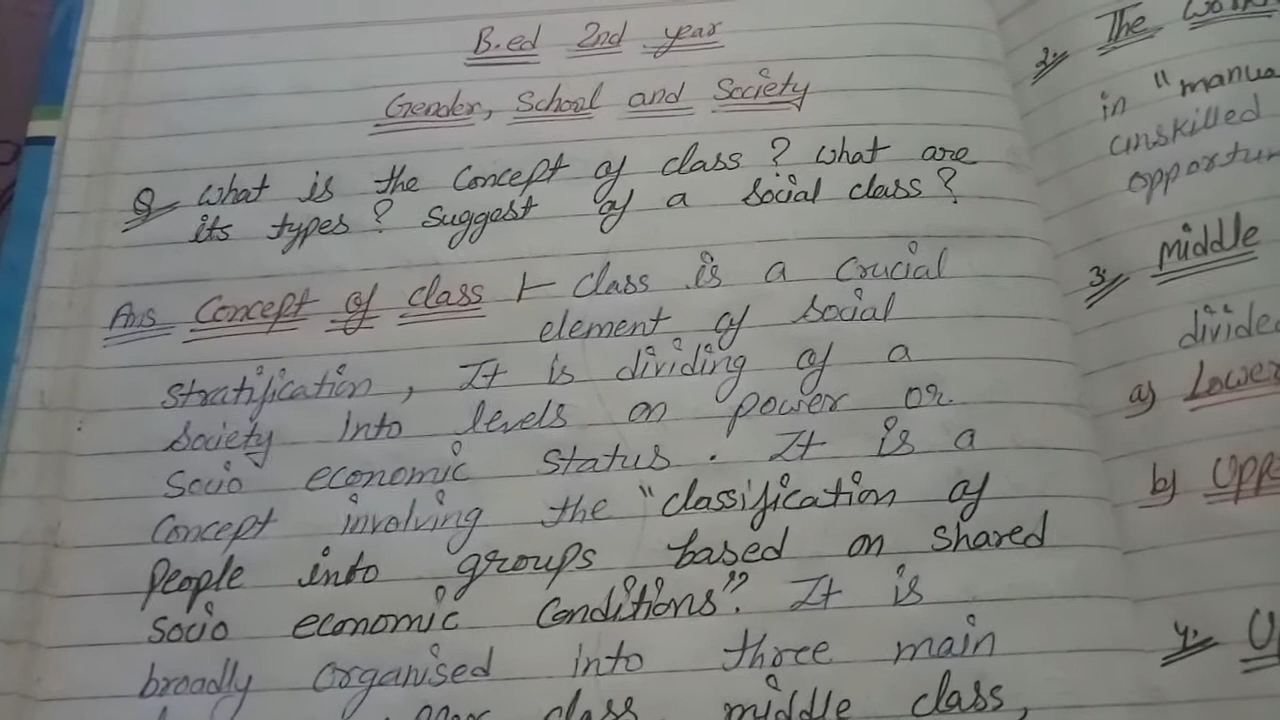 B.ed 2nd year
Gender, School and Society
Q What is the Concept of class? What are
its types? Suggest of a Social class?
Ans Concept of class :- Class is a Crucial
element of Social
Stratification, It is dividing of a
Society into levels on power or
Socio economic Status. It is a
Concept involving the "classification of
People into groups based on shared
Socio economic Conditions". It is
broadly organised into three main
class, middle class,
2. The
in "manua
unskilled
opportun
3. Middle
divide
a) Lower
b) Upp
4. U